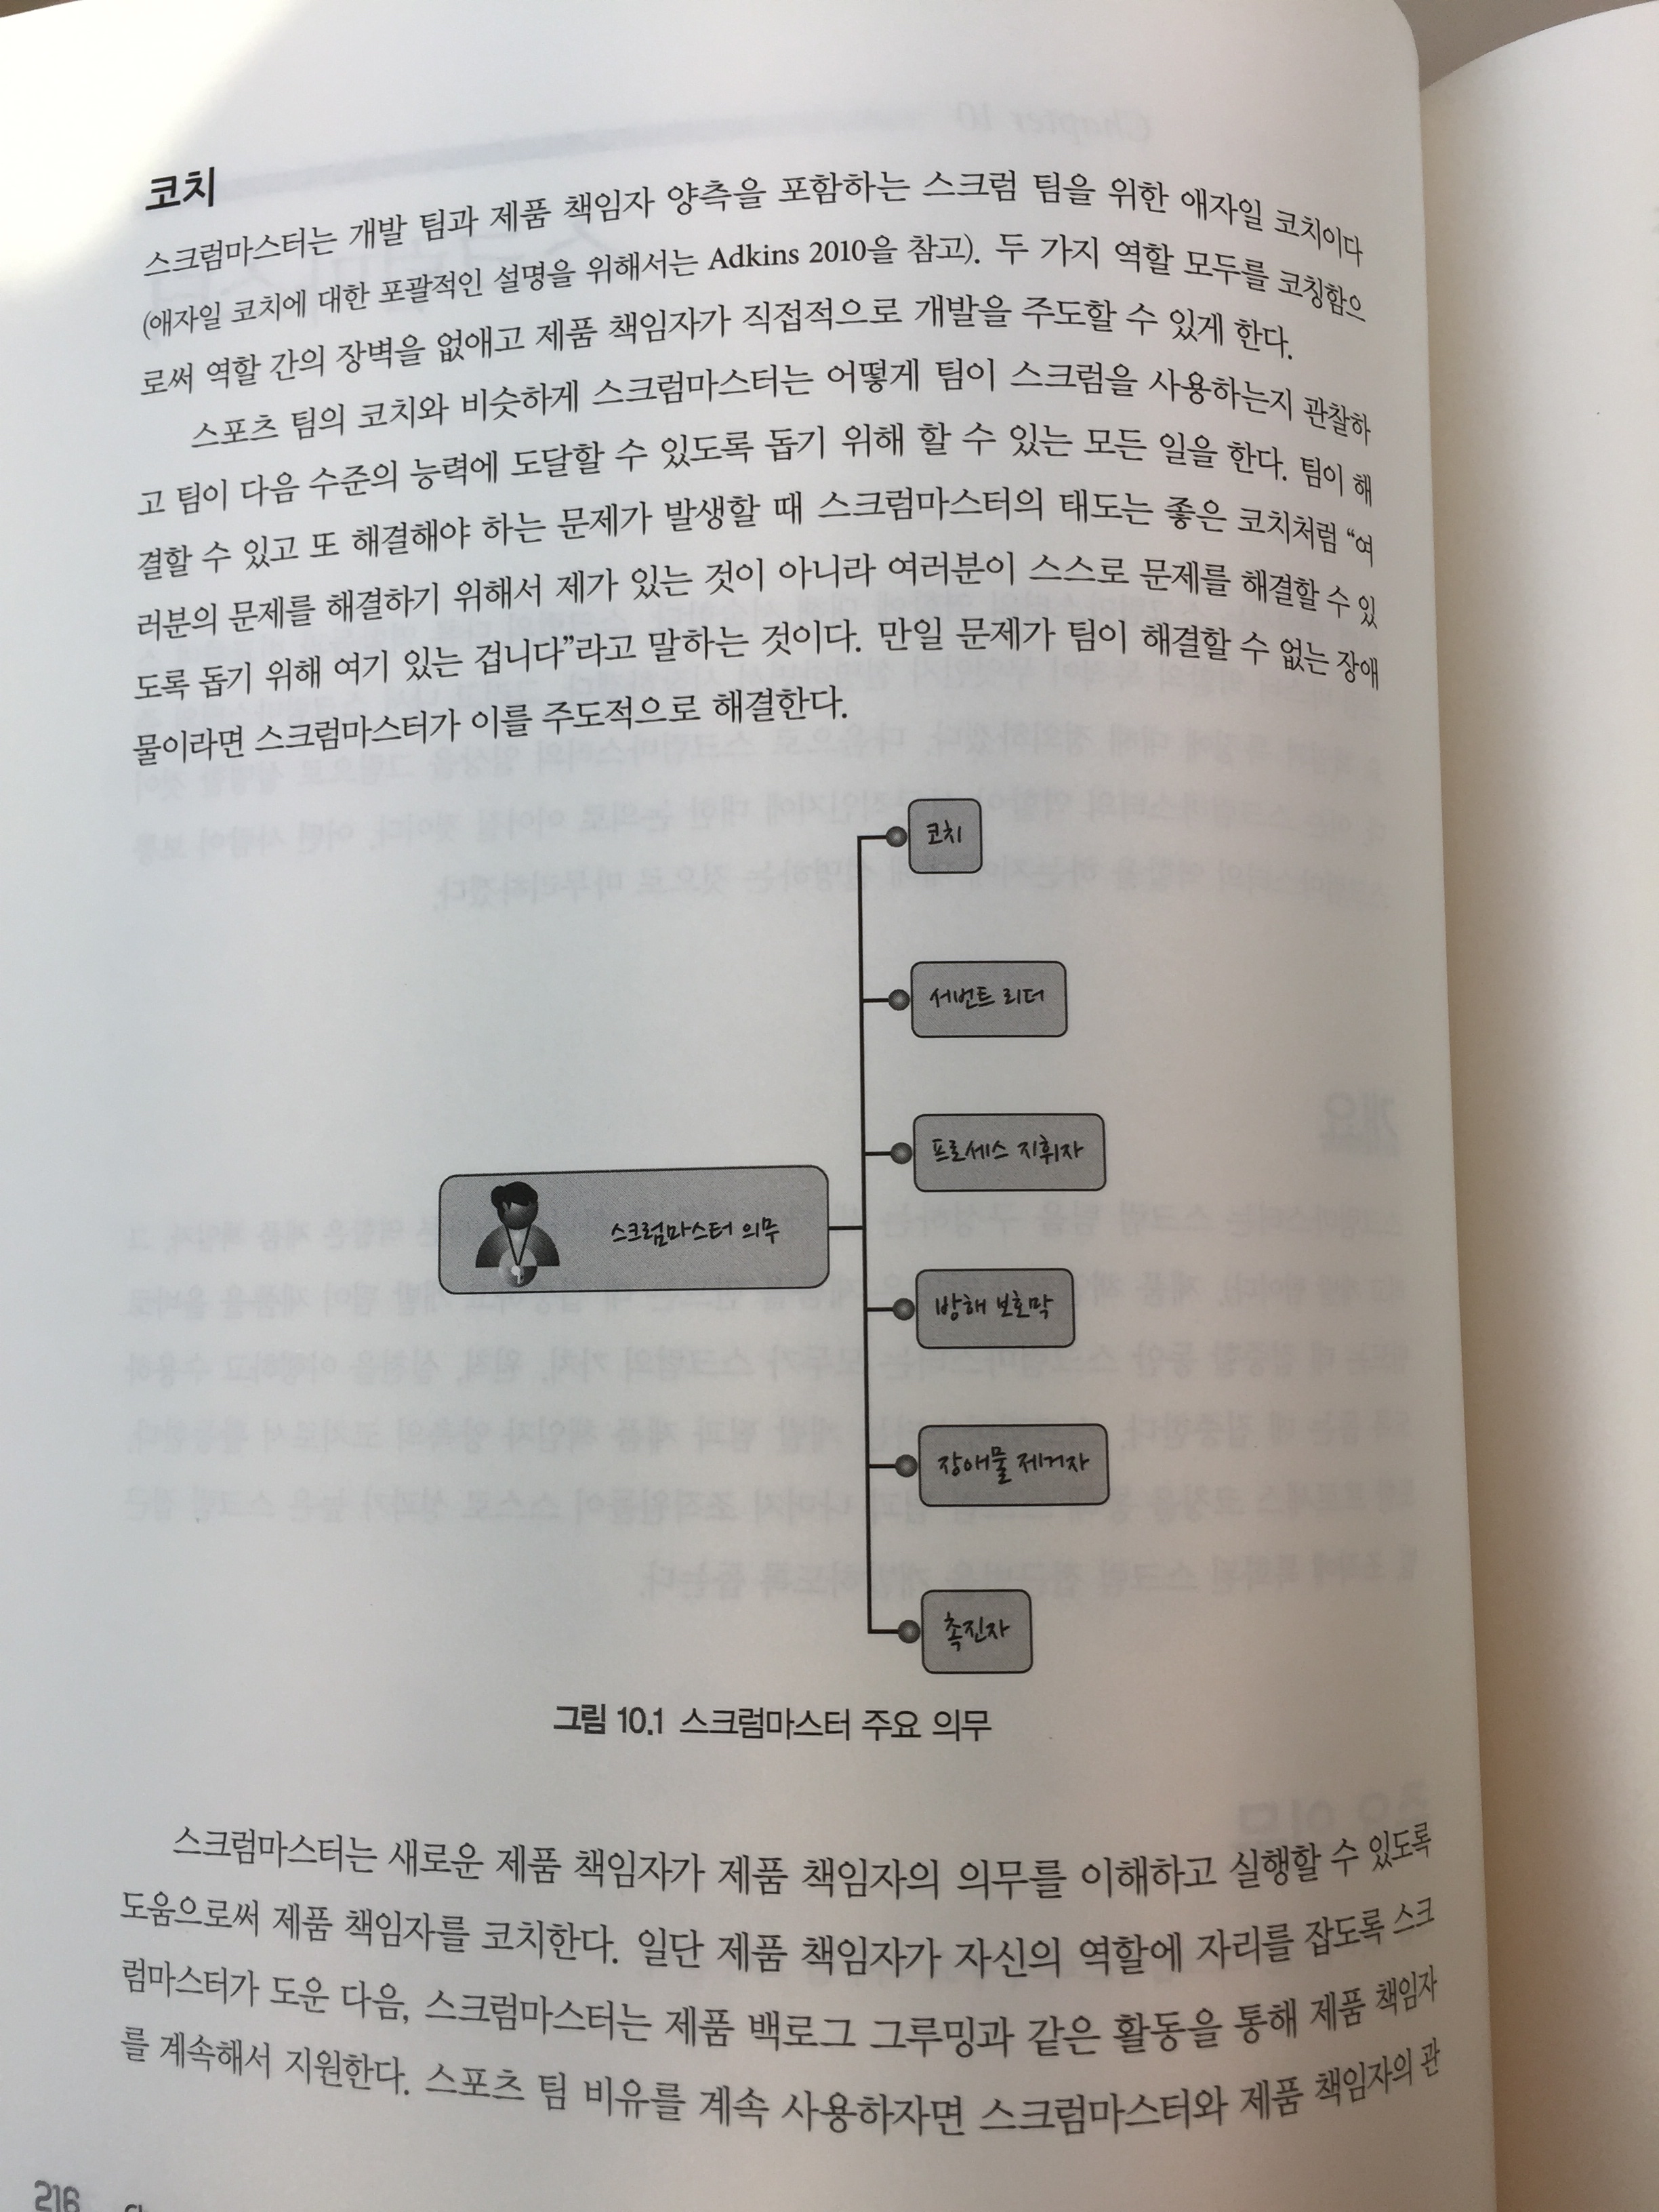 코치
스크럼마스터는 개발 팀과 제품 책임자 양측을 포함하는 스크럼 팀을 위한 애자일 코치이다
(애자일 코치에 대한 포괄적인 설명을 위해서는 Adkins 2010을 참고). 두 가지 역할 모두를 코칭함으
로써 역할 간의 장벽을 없애고 제품 책임자가 직접적으로 개발을 주도할 수 있게 한다.
스포츠 팀의 코치와 비슷하게 스크럼마스터는 어떻게 팀이 스크럼을 사용하는지 관찰하
고 팀이 다음 수준의 능력에 도달할 수 있도록 돕기 위해 할 수 있는 모든 일을 한다. 팀이 해
결할 수 있고 또 해결해야 하는 문제가 발생할 때 스크럼마스터의 태도는 좋은 코치처럼 “여
러분의 문제를 해결하기 위해서 제가 있는 것이 아니라 여러분이 스스로 문제를 해결할 수 있
도록 돕기 위해 여기 있는 겁니다”라고 말하는 것이다. 만일 문제가 팀이 해결할 수 없는 장애
물이라면 스크럼마스터가 이를 주도적으로 해결한다.
코치
서번트 리더
프로세스 지휘자
스크럼마스터 의무
방해 보호막
장애물 제거자
촉진자
그림 10.1 스크럼마스터 주요 의무
스크럼마스터는 새로운 제품 책임자가 제품 책임자의 의무를 이해하고 실행할 수 있도록
도움으로써 제품 책임자를 코치한다. 일단 제품 책임자가 자신의 역할에 자리를 잡도록 스크
럼마스터가 도운 다음, 스크럼마스터는 제품 백로그 그루밍과 같은 활동을 통해 제품 책임자
를 계속해서 지원한다. 스포츠 팀 비유를 계속 사용하자면 스크럼마스터와 제품 책임자의 관
216